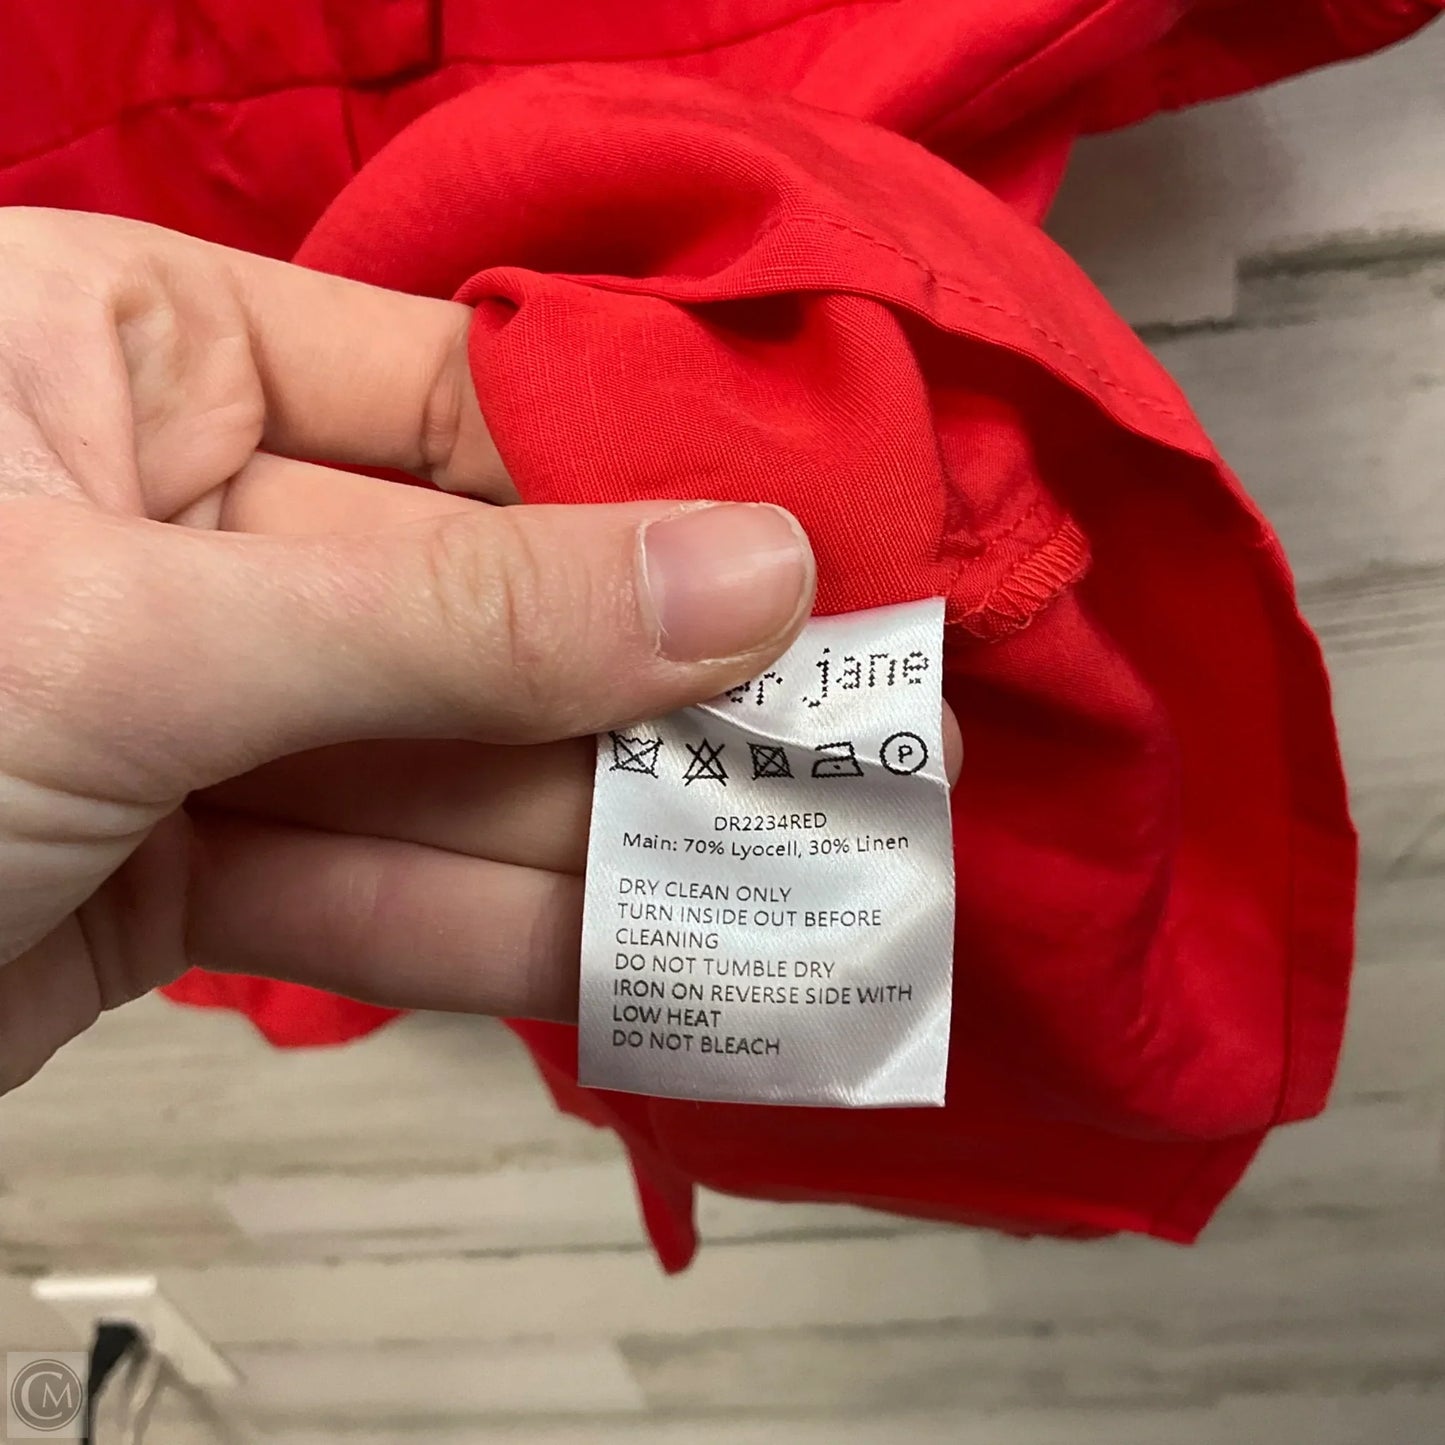 jane
P
DR2234RED
Main: 70% Lyocell, 30% Linen
DRY CLEAN ONLY
TURN INSIDE OUT BEFORE
CLEANING
DO NOT TUMBLE DRY
IRON ON REVERSE SIDE WITH
LOW HEAT
DO NOT BLEACH
CM